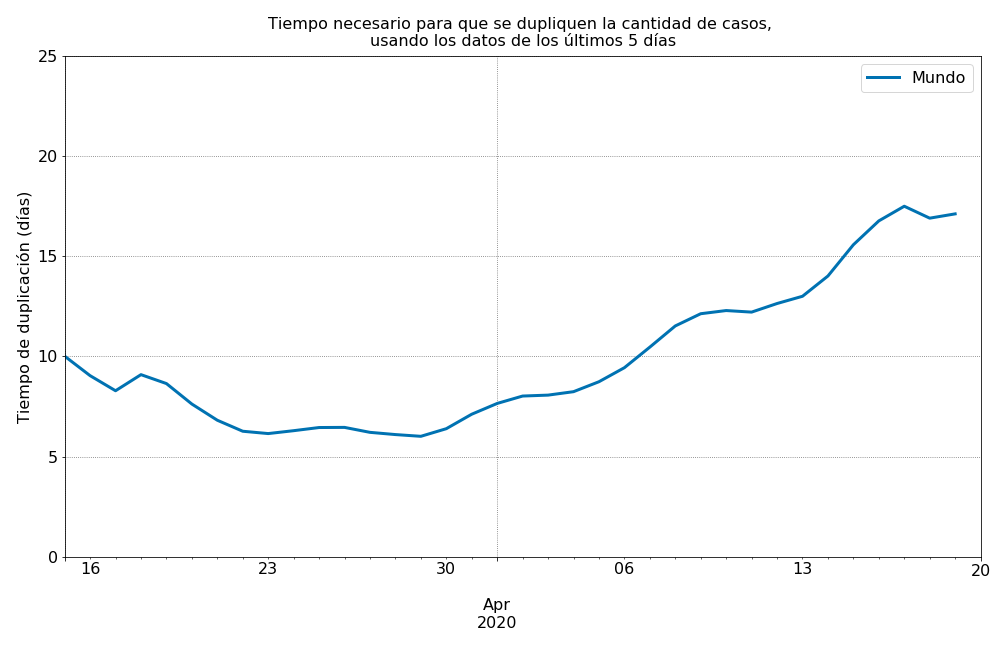 Tiempo necesario para que se dupliquen la cantidad de casos,
usando los datos de los últimos 5 días
Mundo
Tiempo de duplicación (días)
25
20
15
10
5
0
16 23 30 06 13 20
Apr
2020